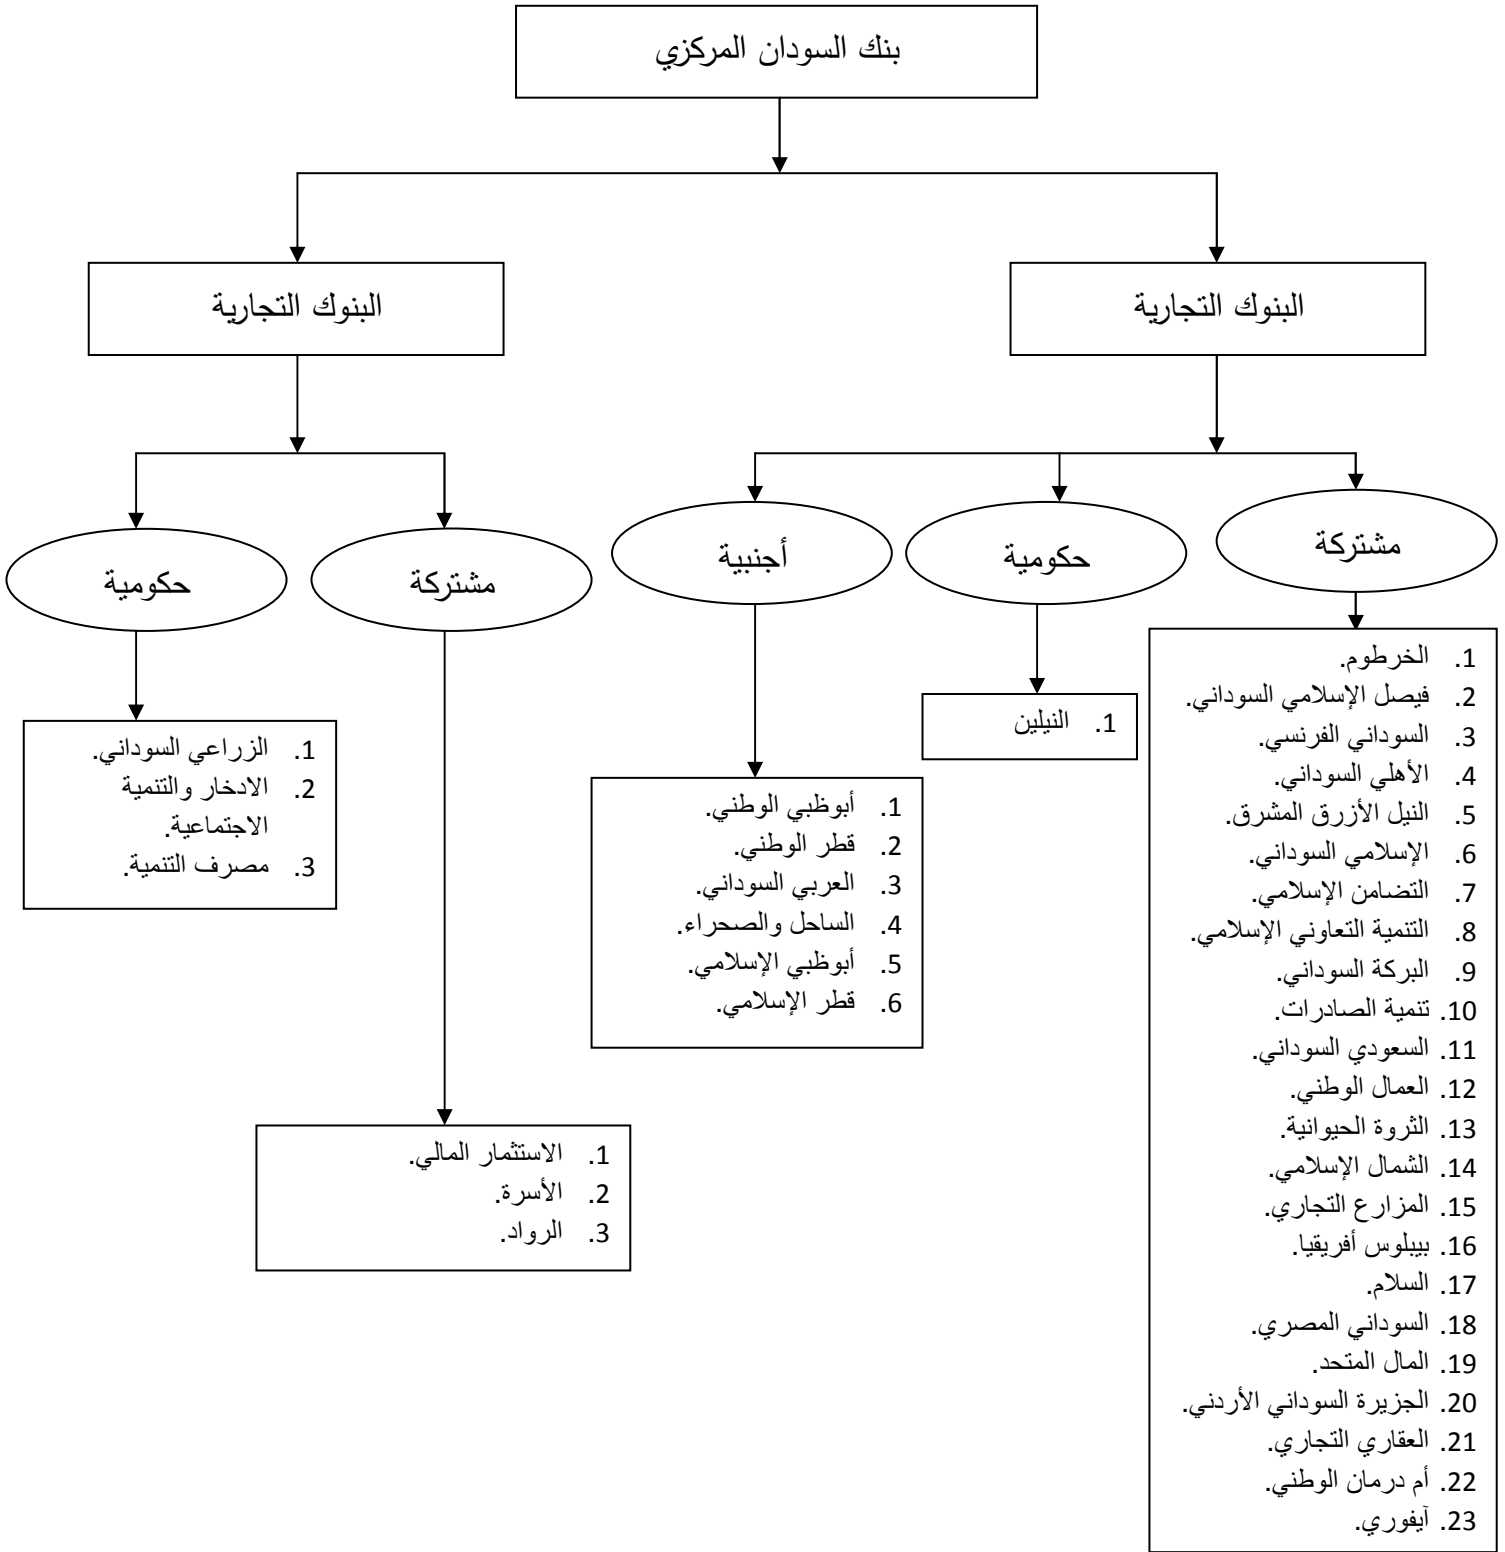 بنك السودان المركزي
البنوك التجارية
البنوك التجارية
مشتركة
حكومية
أجنبية
مشتركة
حكومية
1. الخرطوم.
2. فيصل الإسلامي السوداني.
3. السوداني الفرنسي.
4. الأهلي السوداني.
5. النيل الأزرق المشرق.
6. الإسلامي السوداني.
7. التضامن الإسلامي.
8. التنمية التعاوني الإسلامي.
9. البركة السوداني.
10. تنمية الصادرات.
11. السعودي السوداني.
12. العمال الوطني.
13. الثروة الحيوانية.
14. الشمال الإسلامي.
15. المزارع التجاري.
16. بيبلوس أفريقيا.
17. السلام.
18. السوداني المصري.
19. المال المتحد.
20. الجزيرة السوداني الأردني.
21. العقاري التجاري.
22. أم درمان الوطني.
23. آيفوري.
1. النيلين
1. أبوظبي الوطني.
2. قطر الوطني.
3. العربي السوداني.
4. الساحل والصحراء.
5. أبوظبي الإسلامي.
6. قطر الإسلامي.
1. الاستثمار المالي.
2. الأسرة.
3. الرواد.
1. الزراعي السوداني.
2. الادخار والتنمية
الاجتماعية.
3. مصرف التنمية.